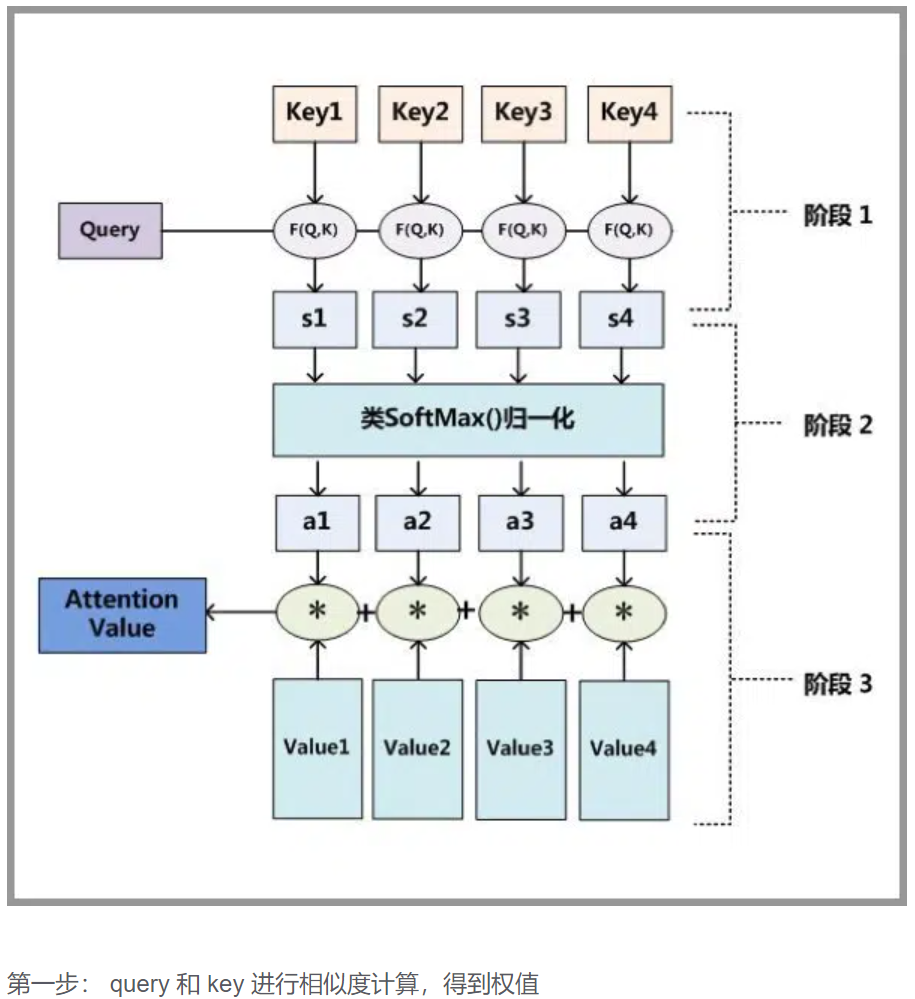 Key1 Key2 Key3 Key4
阶段 1
Query F(Q,K) F(Q,K) F(Q,K) F(Q,K)
s1 s2 s3 s4
类SoftMax()归一化
阶段 2
a1 a2 a3 a4
Attention
Value
* + * + * + *
阶段 3
Value1 Value2 Value3 Value4
第一步： query 和 key 进行相似度计算，得到权值